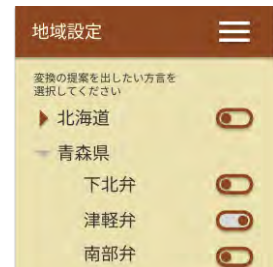 地域設定
変換の提案を出したい方言を
選択してください
北海道
青森県
下北弁
津軽弁
南部弁